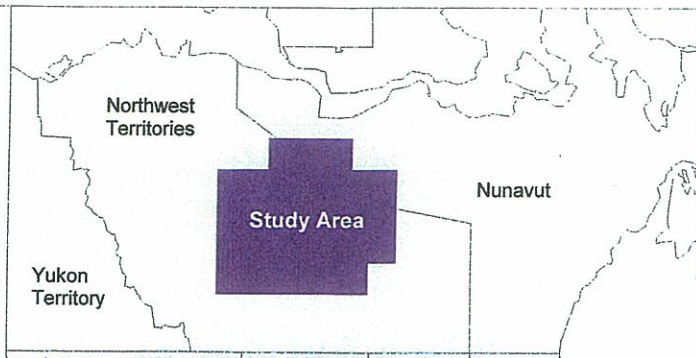 Northwest
Territories
Nunavut
Study Area
Yukon
Territory